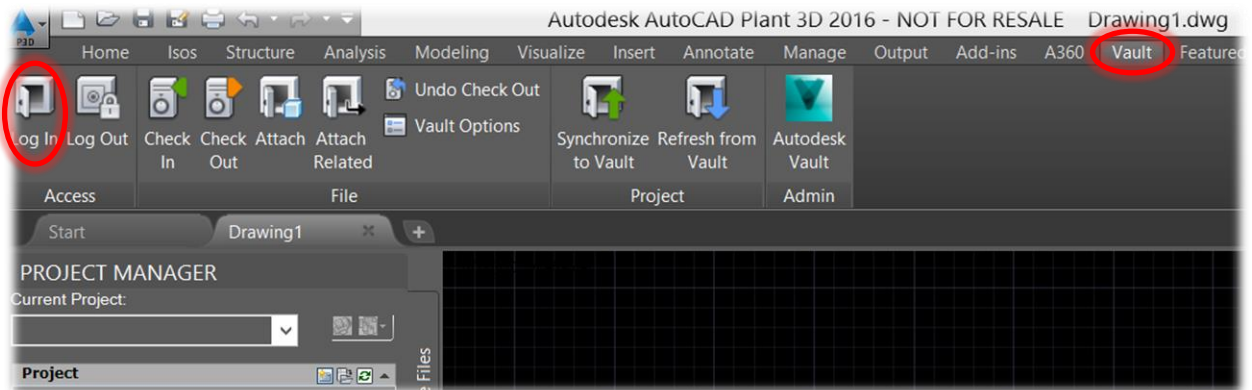 Autodesk AutoCAD Plant 3D 2016 - NOT FOR RESALE Drawing1.dwg
P3D
Home Isos Structure Analysis Modeling Visualize Insert Annotate Manage Output Add-ins A360 Vault Featured
Log In Log Out Check In Check Out Attach Attach Related
Undo Check Out
Vault Options
Synchronize to Vault Refresh from Vault Autodesk Vault
Access File Project Admin
Start Drawing1
PROJECT MANAGER
Current Project:
Project
Files